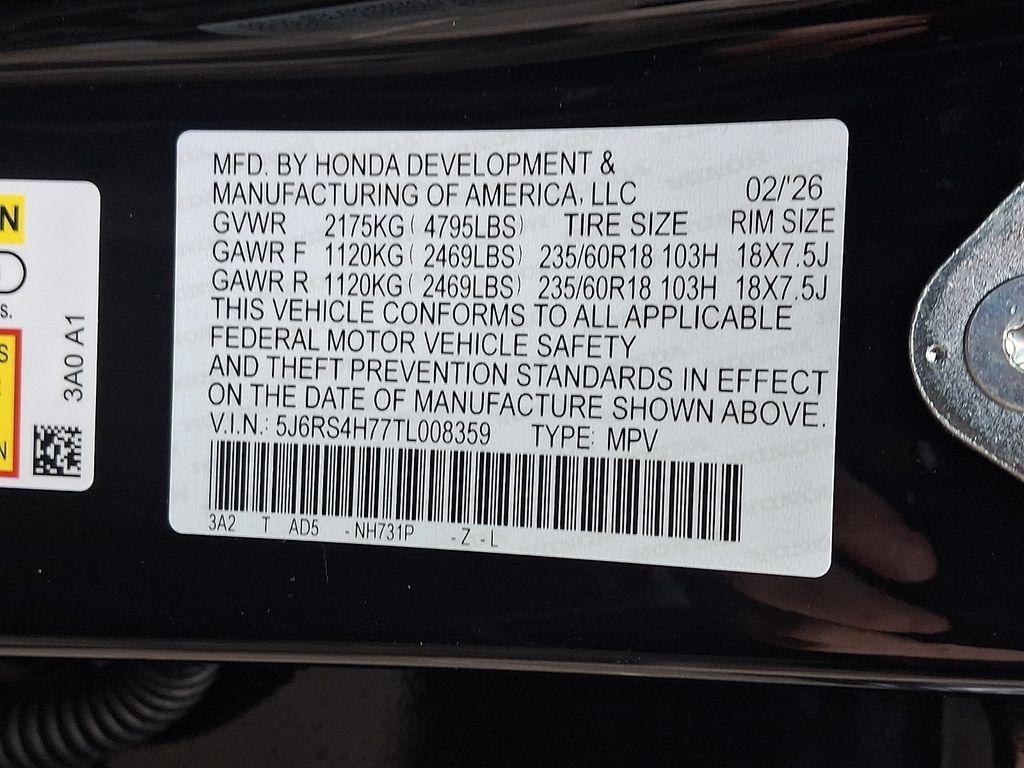 MFD. BY HONDA DEVELOPMENT &
MANUFACTURING OF AMERICA, LLC 02/'26
GVWR 2175KG ( 4795LBS) TIRE SIZE RIM SIZE
GAWR F 1120KG ( 2469LBS) 235/60R18 103H 18X7.5J
GAWR R 1120KG ( 2469LBS) 235/60R18 103H 18X7.5J
THIS VEHICLE CONFORMS TO ALL APPLICABLE
FEDERAL MOTOR VEHICLE SAFETY
AND THEFT PREVENTION STANDARDS IN EFFECT
ON THE DATE OF MANUFACTURE SHOWN ABOVE.
V.I.N.: 5J6RS4H77TL008359 TYPE: MPV
3A2 T AD5 -NH731P -Z -L
N
S.
S
N
3A0 A1